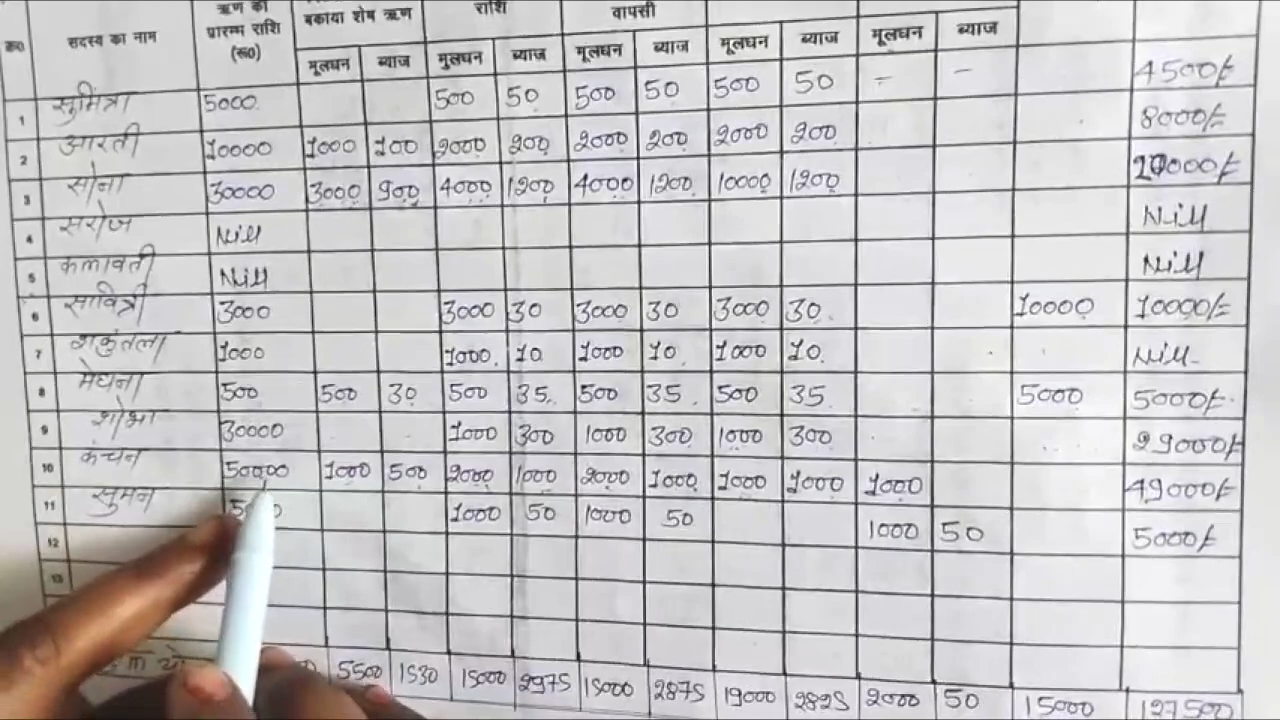 ऋण की
बकाया शेष ऋण राशि वापसी
क्र० सदस्य का नाम प्रारम्भ राशि (रू0) मूलधन ब्याज मुलधन ब्याज मूलधन ब्याज मूलधन ब्याज मूलधन ब्याज
1 सुमित्रा 5000 500 50 500 50 500 50 - - 4500/-
2 आरती 10000 1000 100 2000 200 2000 200 2000 200 8000/-
3 सोना 30000 3000 900 4000 1200 4000 1200 10000 1200
4 सरोज Nill Nill
5 कलावती Nill Nill
6 सावित्री 3000 3000 30 3000 30 3000 30 10000 10000/-
7 शकुंतला 1000 1000 10 1000 10 1000 10 Nill
8 मेघना 500 500 30 500 35 500 35 500 35 5000 5000/-
9 शोभा 30000 1000 300 1000 300 1000 300 29000/-
10 कंचन 50000 1000 500 2000 1000 2000 1000 1000 1000 1000 49000/-
11 सुमन 1000 50 1000 50 1000 50 5000/-
12
13
5500 1530 15000 2975 15000 2875 19000 2825 2000 50 15000 127500